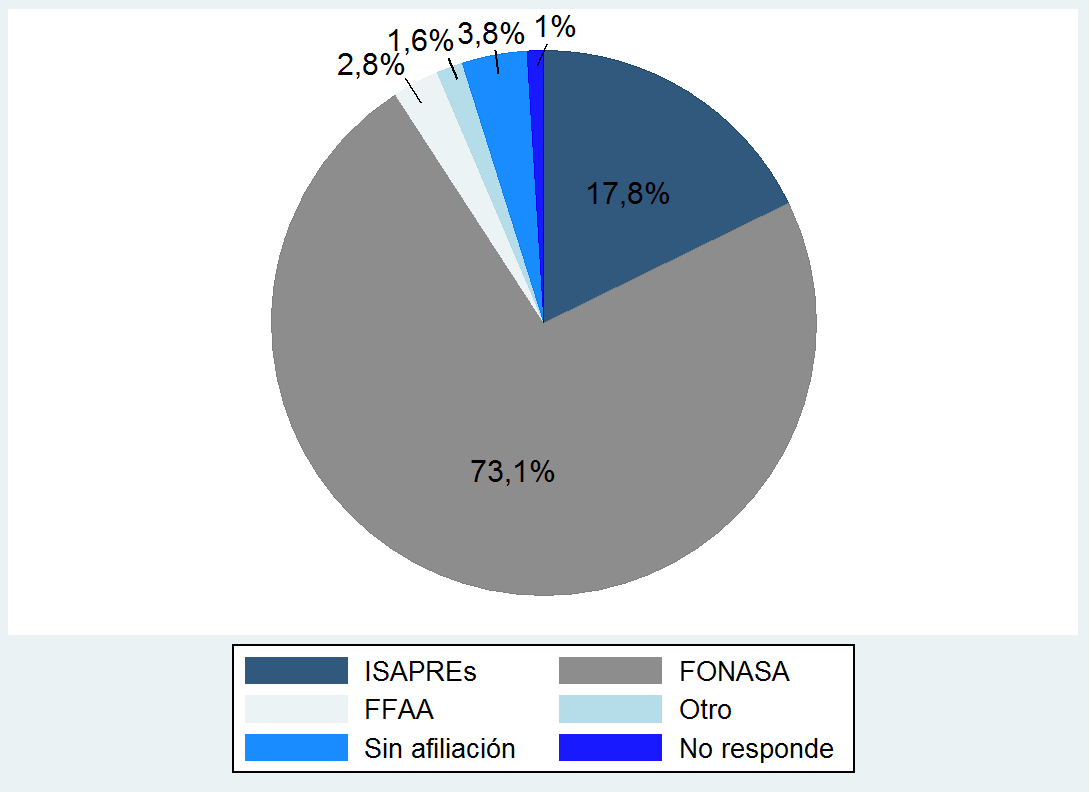 1%
3,8%
1,6%
2,8%
17,8%
73,1%
ISAPREs
FONASA
FFAA
Otro
Sin afiliación
No responde